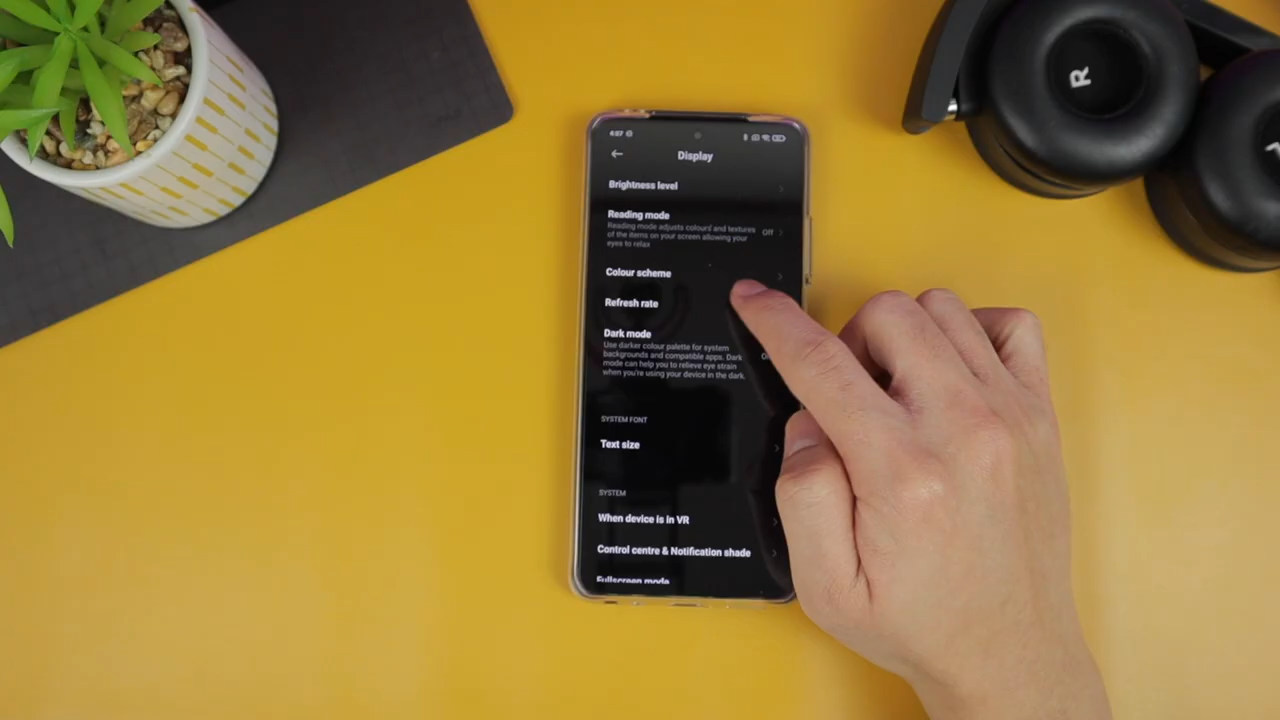 4:57
Display
Brightness level
Reading mode
Reading mode adjusts colours and textures
of the items on your screen allowing your
eyes to relax
Off
Colour scheme
Refresh rate
Dark mode
Use darker colour palette for system
backgrounds and compatible apps. Dark
mode can help you to relieve eye strain
when you're using your device in the dark.
SYSTEM FONT
Text size
SYSTEM
When device is in VR
Control centre & Notification shade
Fullscreen mode
R